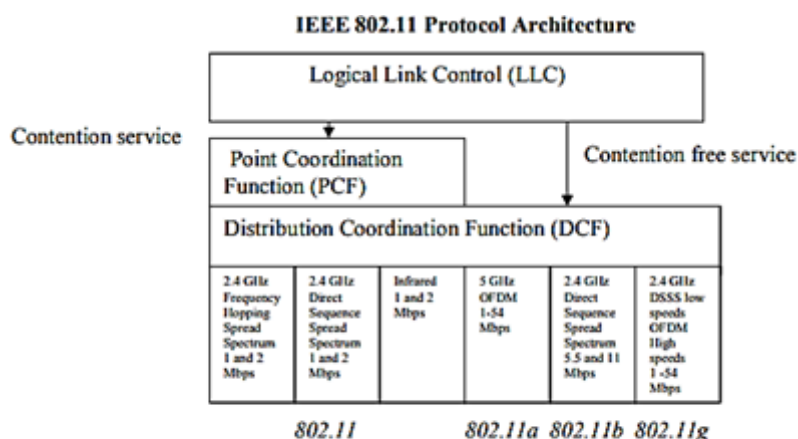 IEEE 802.11 Protocol Architecture
Logical Link Control (LLC)
Contention service
Contention free service
Point Coordination
Function (PCF)
Distribution Coordination Function (DCF)
2.4 GHz
Frequency
Hopping
Spread
Spectrum
1 and 2
Mbps
2.4 GHz
Direct
Sequence
Spread
Spectrum
1 and 2
Mbps
Infrared
1 and 2
Mbps
5 GHz
OFDM
1-54
Mbps
2.4 GHz
Direct
Sequence
Spread
Spectrum
5.5 and 11
Mbps
2.4 GHz
DSSS low
speeds
OFDM
High
speeds
1 -54
Mbps
802.11
802.11a
802.11b
802.11g